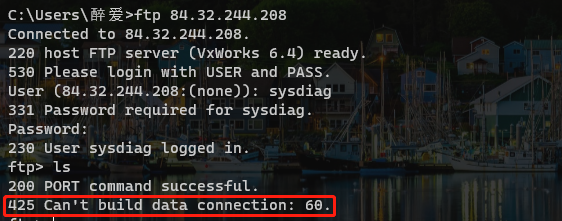 C:\Users\醉爱>ftp 84.32.244.208
Connected to 84.32.244.208.
220 host FTP server (VxWorks 6.4) ready.
530 Please login with USER and PASS.
User (84.32.244.208:(none)): sysdiag
331 Password required for sysdiag.
Password:
230 User sysdiag logged in.
ftp> ls
200 PORT command successful.
425 Can't build data connection: 60.
ftp>